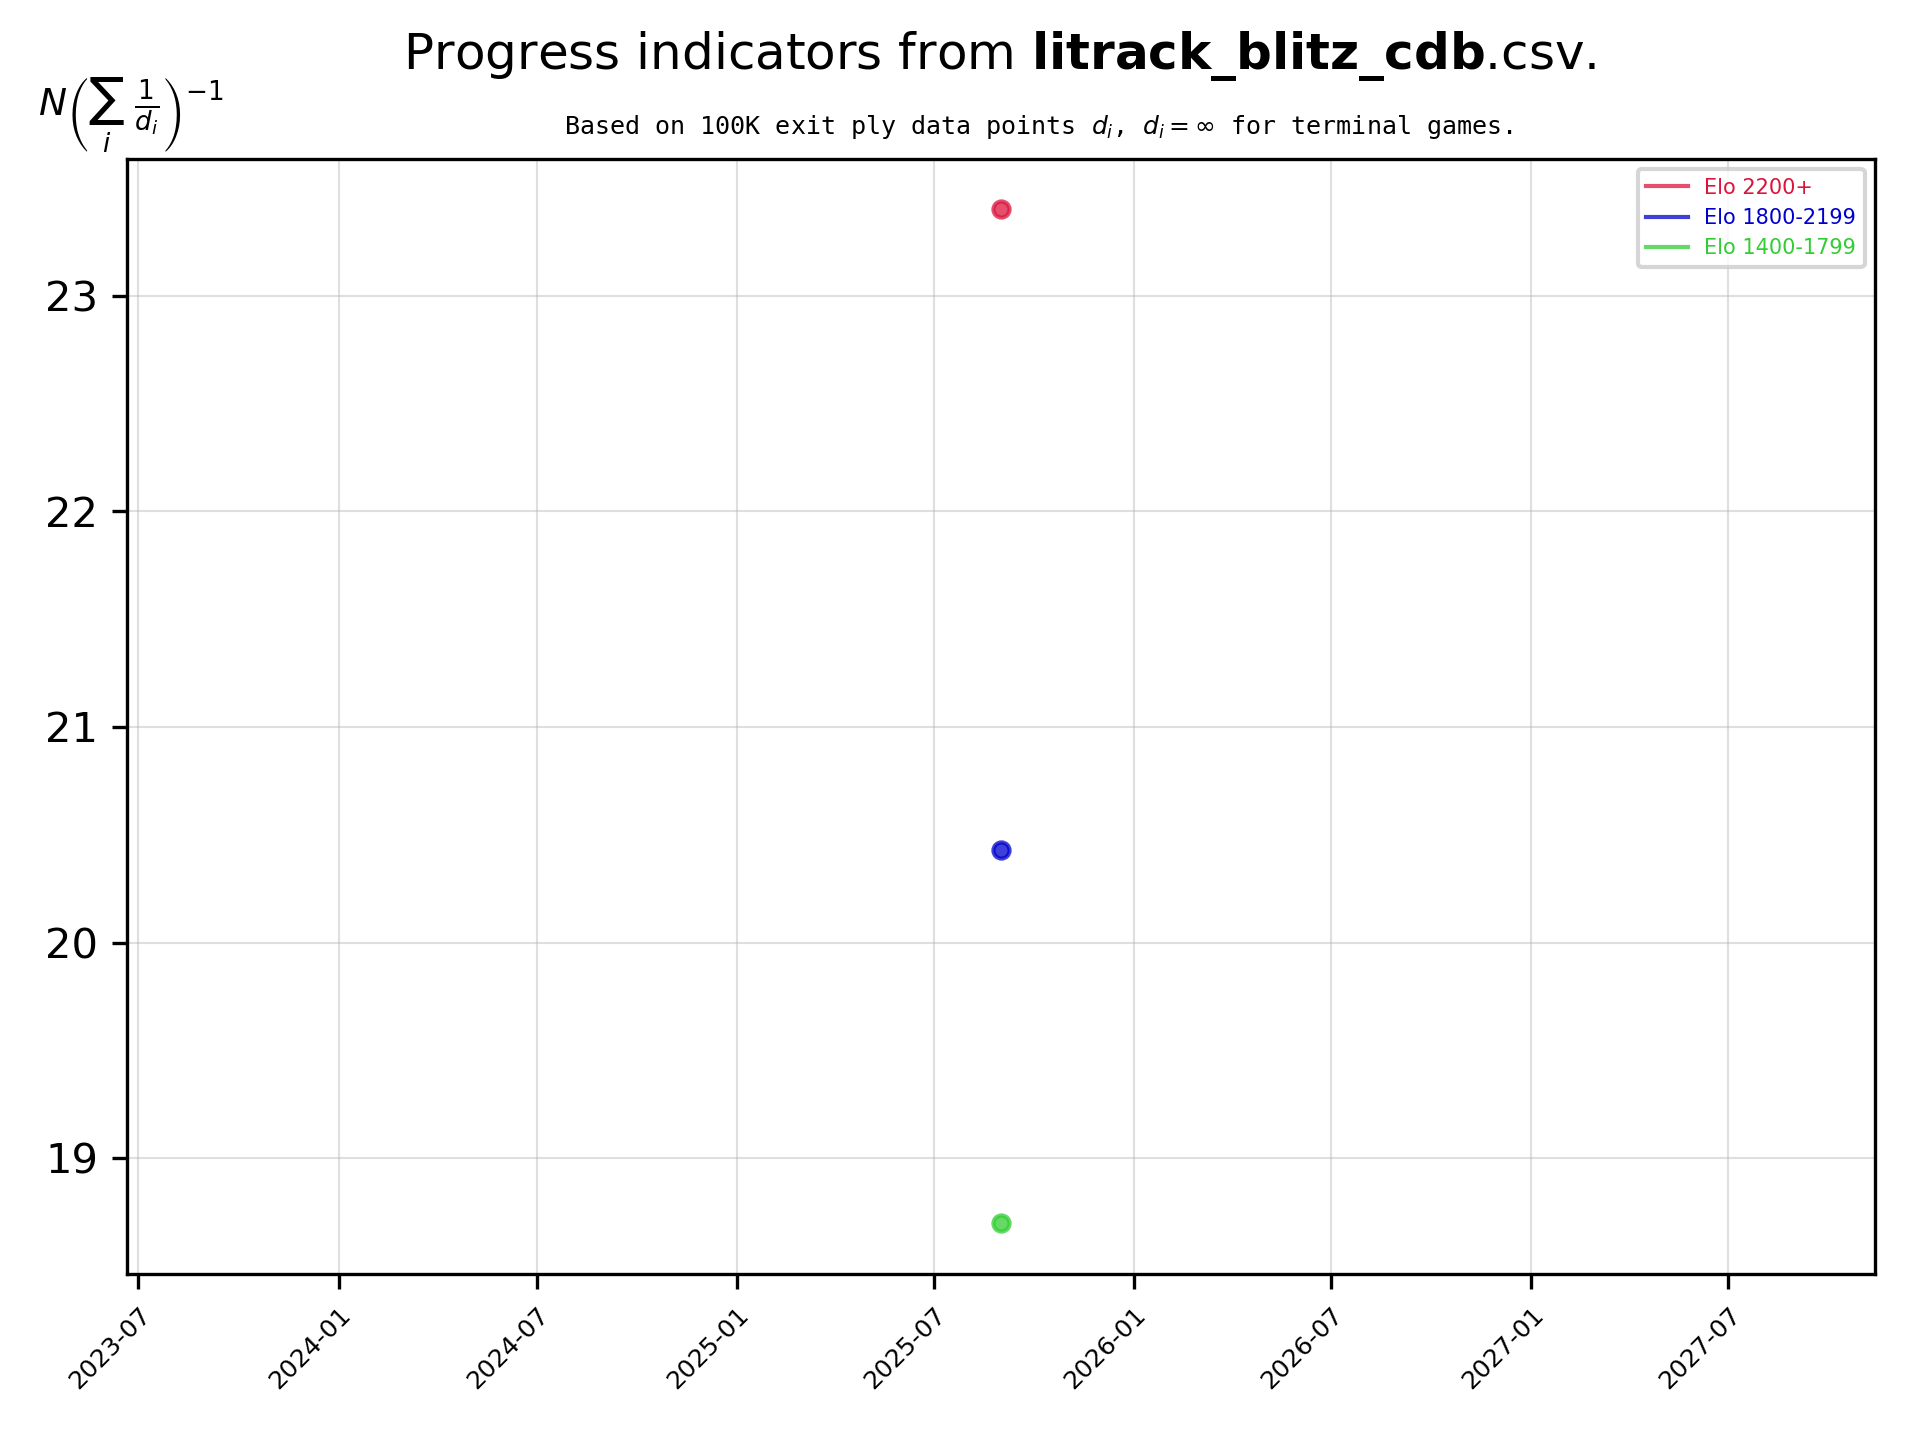 Progress indicators from litrack_blitz_cdb.csv.
N(∑_i 1/d_i)^{-1}
Based on 100K exit ply data points d_i, d_i = ∞ for terminal games.
Elo 2200+
Elo 1800-2199
Elo 1400-1799
23
22
21
20
19
2023-07
2024-01
2024-07
2025-01
2025-07
2026-01
2026-07
2027-01
2027-07